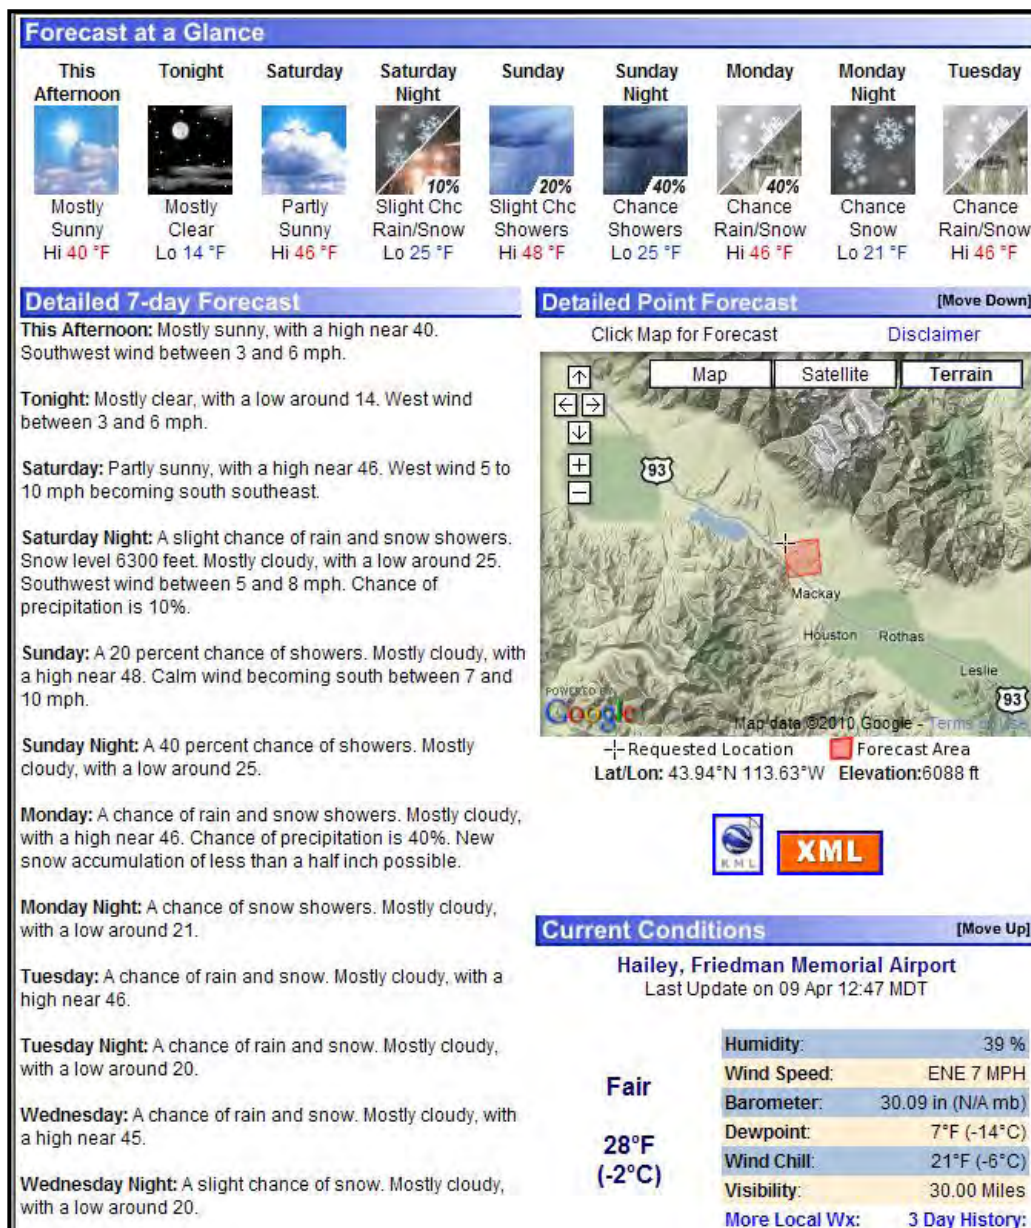 Forecast at a Glance
This Afternoon
Mostly Sunny
Hi 40 °F
Tonight
Mostly Clear
Lo 14 °F
Saturday
Partly Sunny
Hi 46 °F
Saturday Night
10%
Slight Chc Rain/Snow
Lo 25 °F
Sunday
20%
Slight Chc Showers
Hi 48 °F
Sunday Night
40%
Chance Showers
Lo 25 °F
Monday
40%
Chance Rain/Snow
Hi 46 °F
Monday Night
Chance Snow
Lo 21 °F
Tuesday
Chance Rain/Snow
Hi 46 °F
Detailed 7-day Forecast
This Afternoon: Mostly sunny, with a high near 40.
Southwest wind between 3 and 6 mph.
Tonight: Mostly clear, with a low around 14. West wind
between 3 and 6 mph.
Saturday: Partly sunny, with a high near 46. West wind 5 to
10 mph becoming south southeast.
Saturday Night: A slight chance of rain and snow showers.
Snow level 6300 feet. Mostly cloudy, with a low around 25.
Southwest wind between 5 and 8 mph. Chance of
precipitation is 10%.
Sunday: A 20 percent chance of showers. Mostly cloudy, with
a high near 48. Calm wind becoming south between 7 and
10 mph.
Sunday Night: A 40 percent chance of showers. Mostly
cloudy, with a low around 25.
Monday: A chance of rain and snow showers. Mostly cloudy,
with a high near 46. Chance of precipitation is 40%. New
snow accumulation of less than a half inch possible.
Monday Night: A chance of snow showers. Mostly cloudy,
with a low around 21.
Tuesday: A chance of rain and snow. Mostly cloudy, with a
high near 46.
Tuesday Night: A chance of rain and snow. Mostly cloudy,
with a low around 20.
Wednesday: A chance of rain and snow. Mostly cloudy, with
a high near 45.
Wednesday Night: A slight chance of snow. Mostly cloudy,
with a low around 20.
Detailed Point Forecast [Move Down]
Click Map for Forecast Disclaimer
Map Satellite Terrain
93
Mackay
Houston Rothas
Leslie
93
POWERED BY
Google
Map data ©2010 Google - Terms of Use
Requested Location Forecast Area
Lat/Lon: 43.94°N 113.63°W Elevation:6088 ft
KML
XML
Current Conditions [Move Up]
Hailey, Friedman Memorial Airport
Last Update on 09 Apr 12:47 MDT
Fair
28°F
(-2°C)
Humidity: 39 %
Wind Speed: ENE 7 MPH
Barometer: 30.09 in (N/A mb)
Dewpoint: 7°F (-14°C)
Wind Chill: 21°F (-6°C)
Visibility: 30.00 Miles
More Local Wx: 3 Day History: